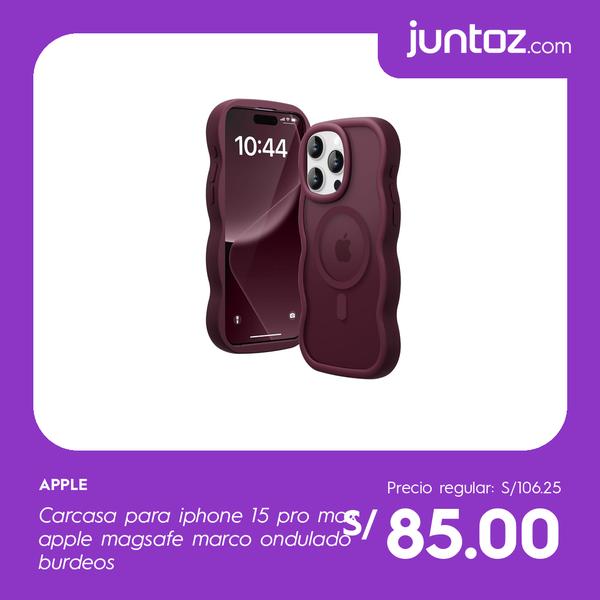 juntoz.com
10:44
APPLE
Precio regular: S/106.25
Carcasa para iphone 15 pro max
apple magsafe marco ondulado
burdeos
S/ 85.00